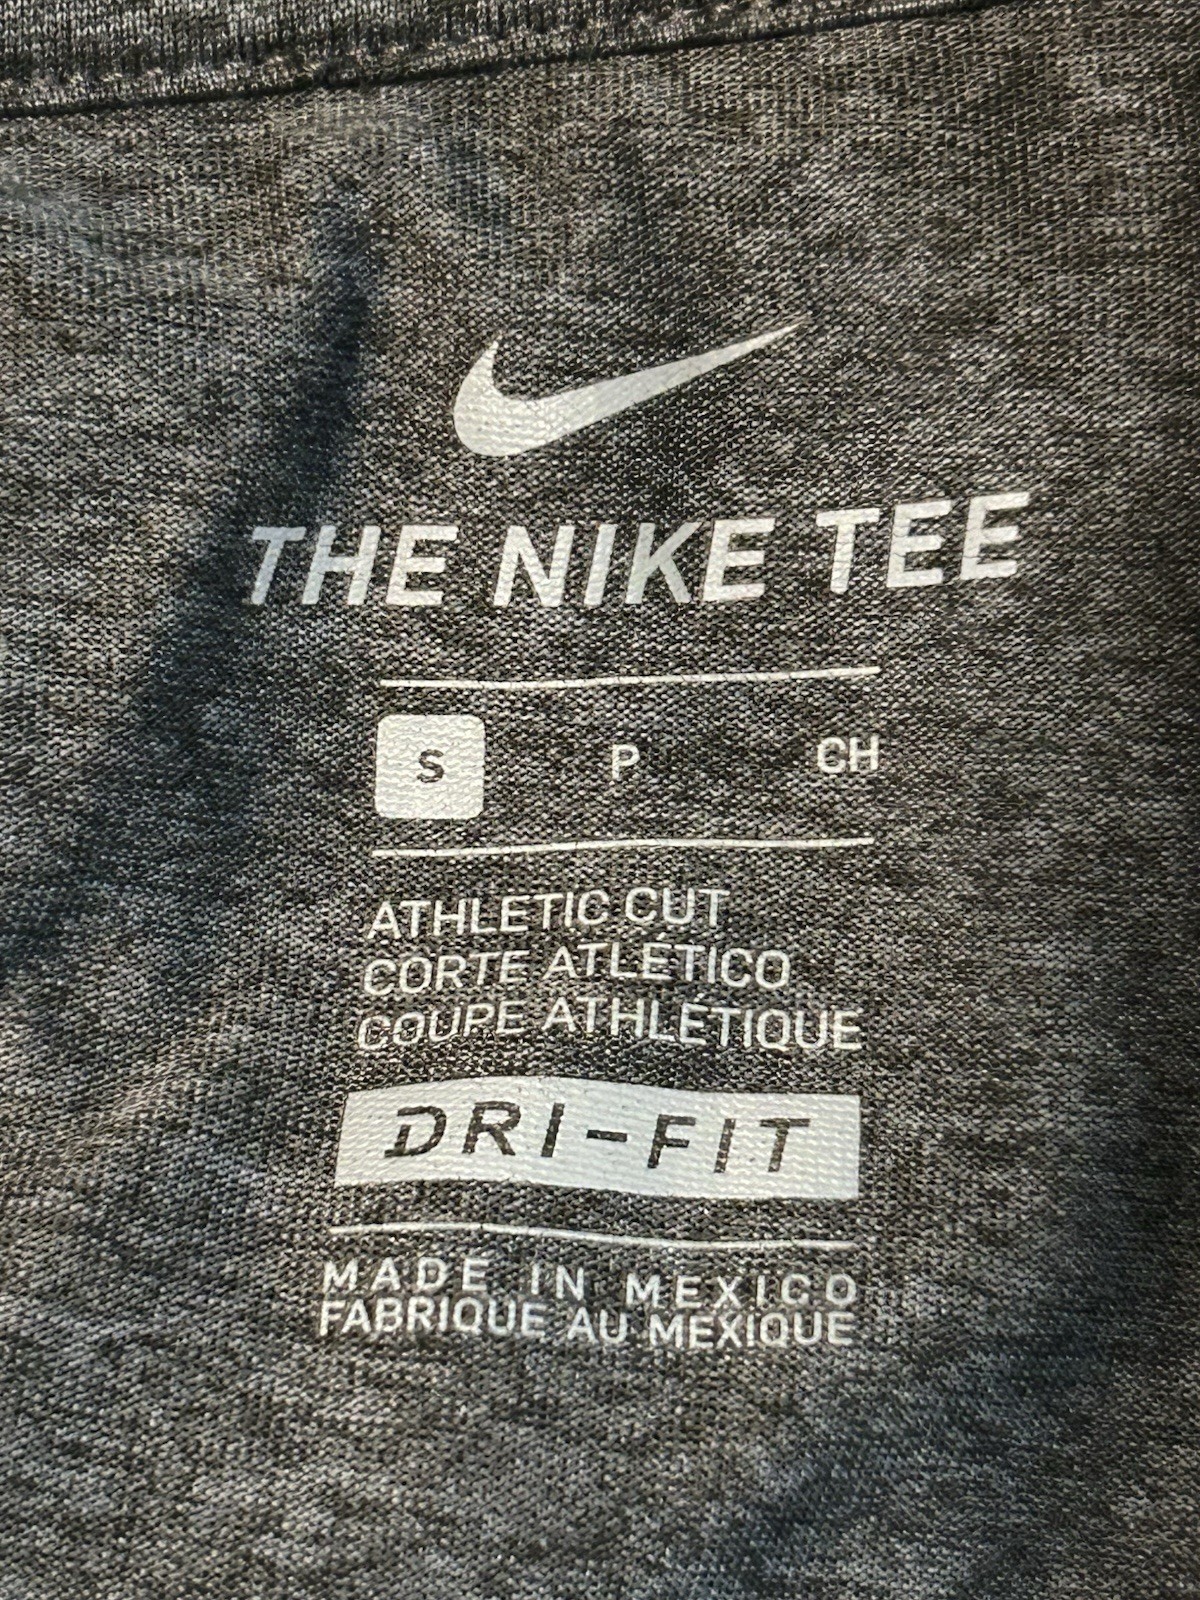 THE NIKE TEE
S P CH
ATHLETIC CUT
CORTE ATLÉTICO
COUPE ATHLÉTIQUE
DRI-FIT
MADE IN MEXICO
FABRIQUE AU MEXIQUE